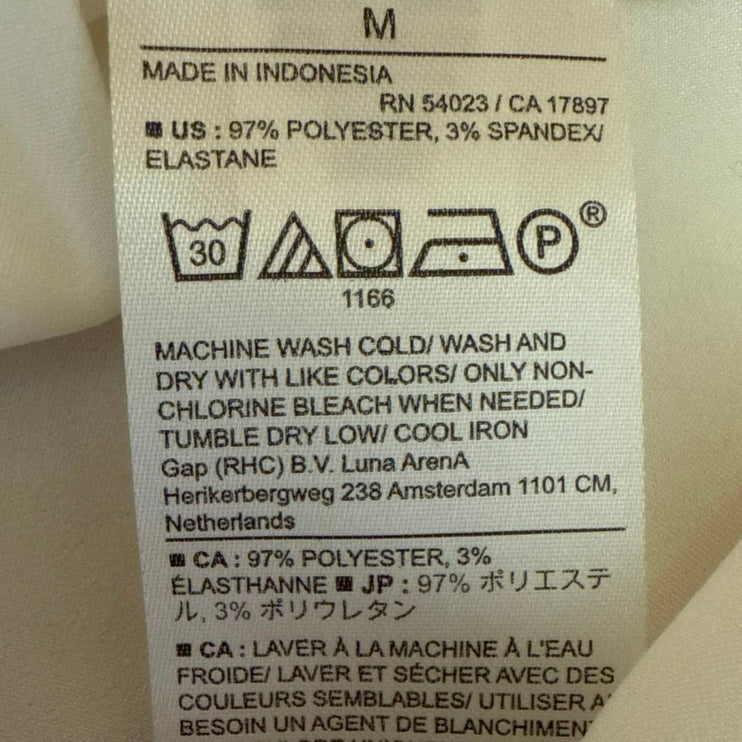 M
MADE IN INDONESIA
RN 54023 / CA 17897
US : 97% POLYESTER, 3% SPANDEX/
ELASTANE
30 P ®
1166
MACHINE WASH COLD/ WASH AND
DRY WITH LIKE COLORS/ ONLY NON-
CHLORINE BLEACH WHEN NEEDED/
TUMBLE DRY LOW/ COOL IRON
Gap (RHC) B.V. Luna ArenA
Herikerbergweg 238 Amsterdam 1101 CM,
Netherlands
CA : 97% POLYESTER, 3%
ÉLASTHANNE JP : 97% ポリエステ
ル, 3% ポリウレタン
CA : LAVER À LA MACHINE À L'EAU
FROIDE/ LAVER ET SÉCHER AVEC DES
COULEURS SEMBLABLES/ UTILISER
BESOIN UN AGENT DE